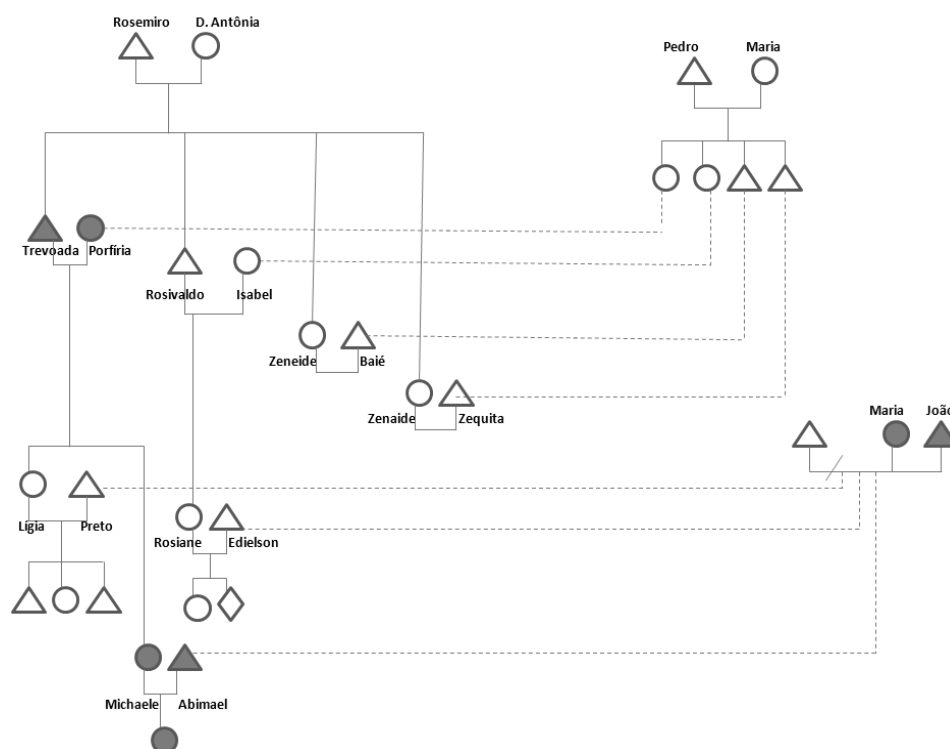 Rosemiro D. Antônia
Pedro Maria
Trevoada Porfíria
Rosivaldo Isabel
Zeneide Baié
Zenaide Zequita
Maria João
Lígia Preto
Rosiane Edielson
Michaele Abimael